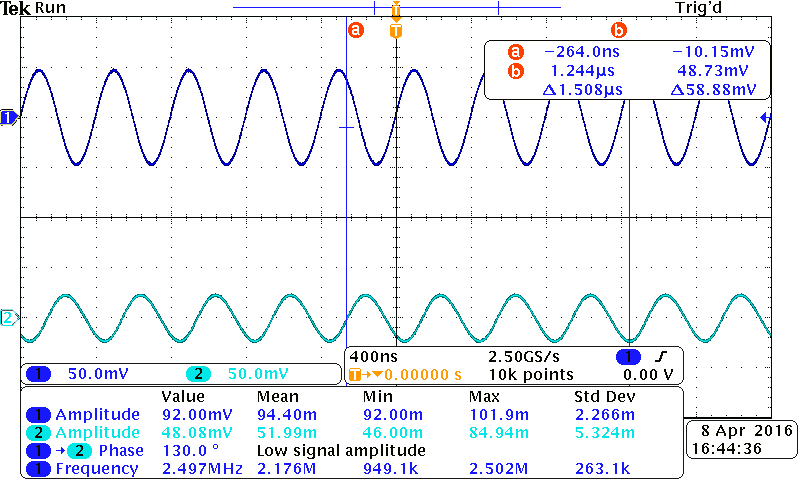 Tek Run Trig'd
T
a b
T
a −264.0ns −10.15mV
b 1.244µs 48.73mV
Δ1.508µs Δ58.88mV
1
2
1 50.0mV 2 50.0mV
400ns 2.50GS/s 1
T→▼0.00000 s 10k points 0.00 V
Value Mean Min Max Std Dev
1 Amplitude 92.00mV 94.40m 92.00m 101.9m 2.266m
2 Amplitude 48.08mV 51.99m 46.00m 84.94m 5.324m
1 → 2 Phase 130.0 ° Low signal amplitude
1 Frequency 2.497MHz 2.176M 949.1k 2.502M 263.1k
8 Apr 2016
16:44:36